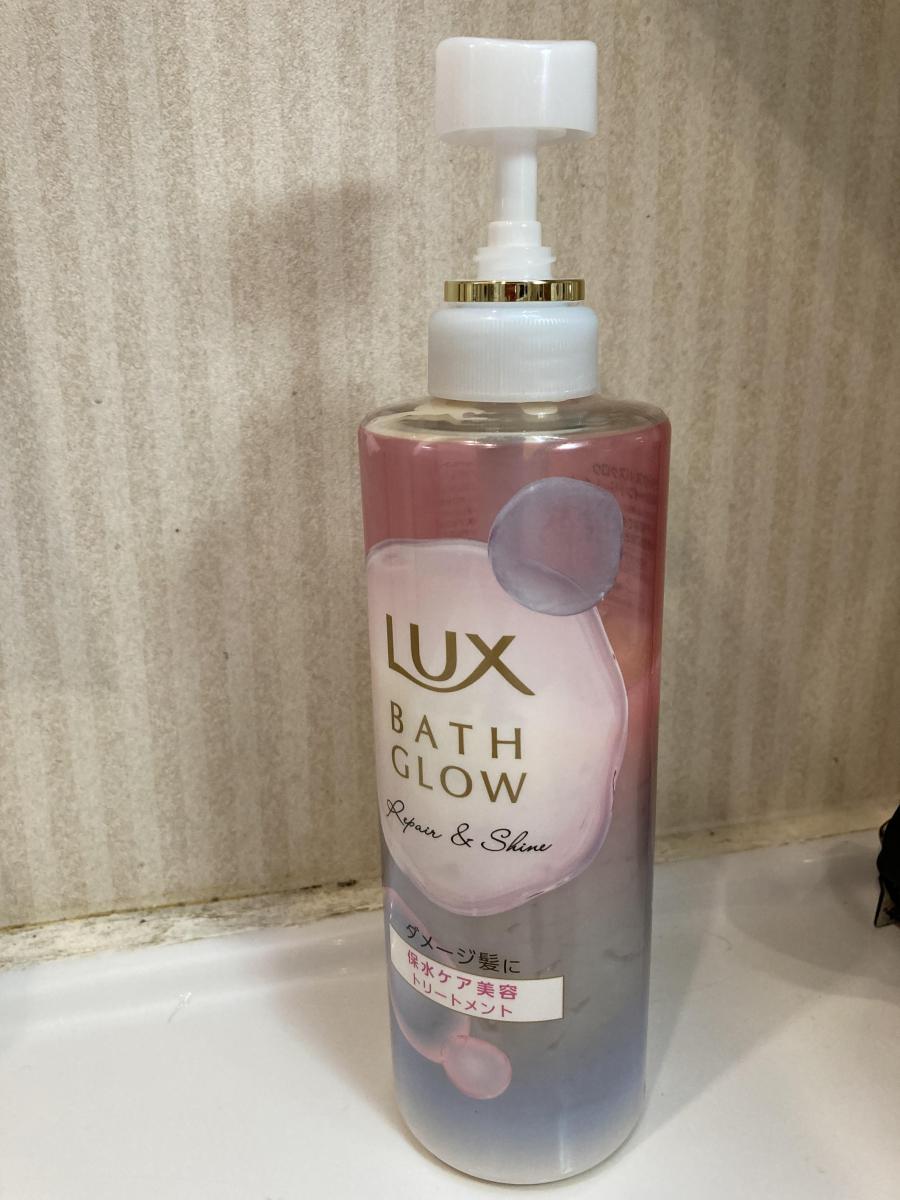 LUX
BATH
GLOW
Repair & Shine
ダメージ髪に
保水ケア美容
トリートメント